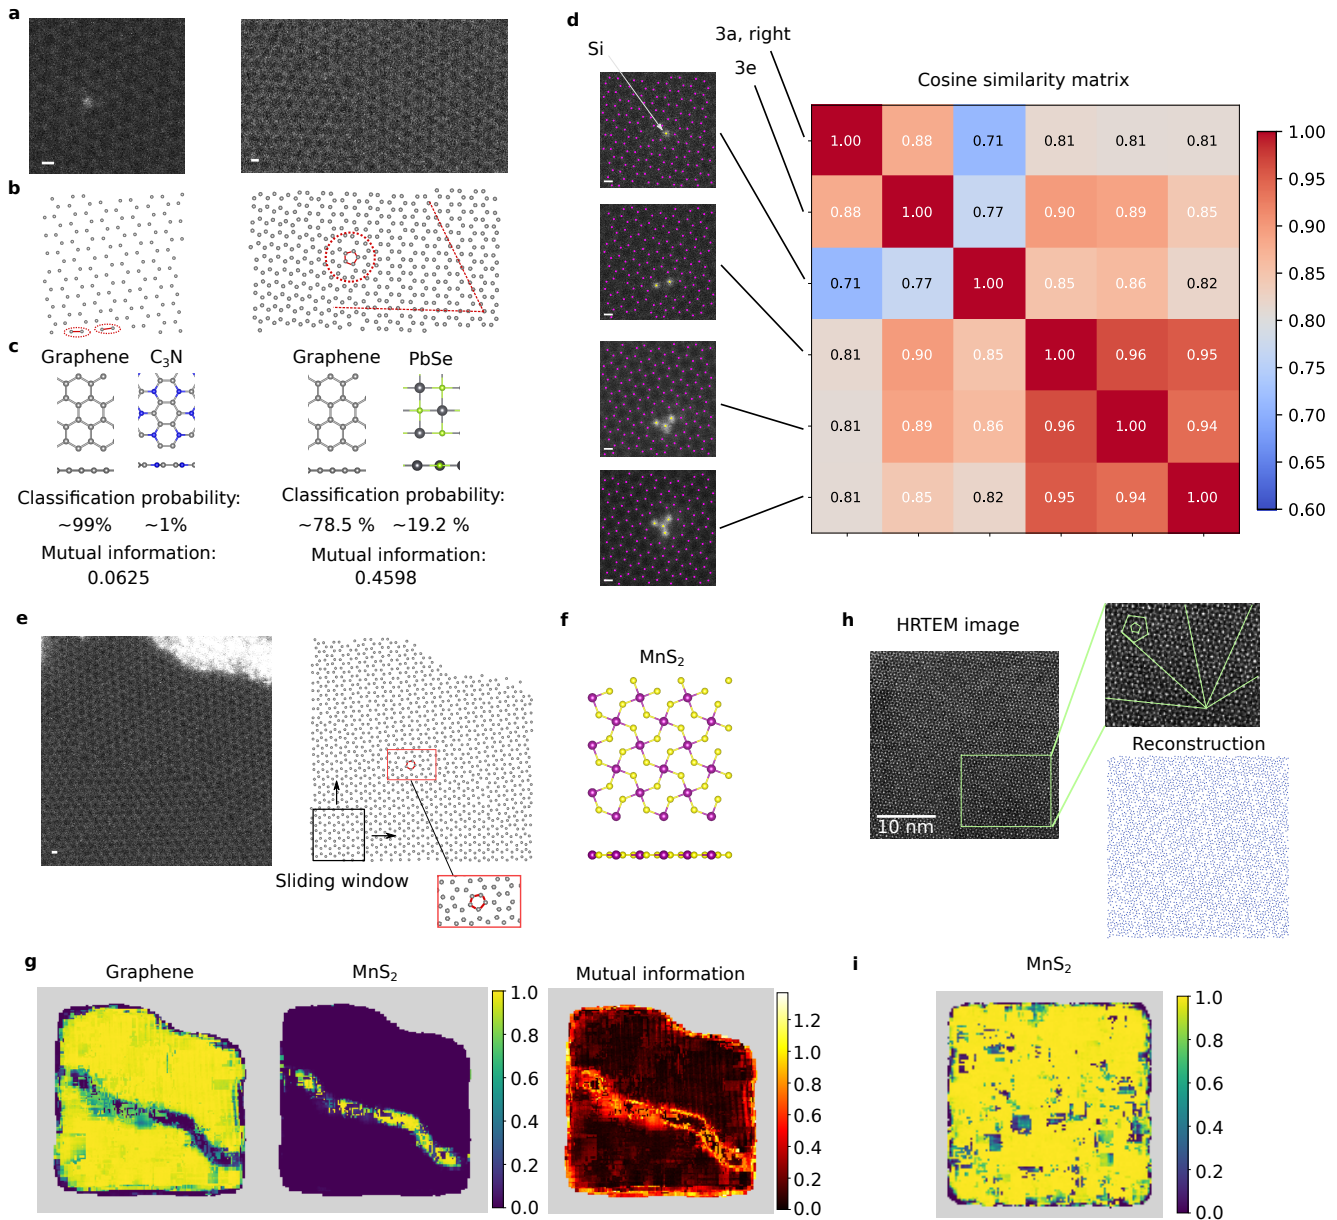 a
b
c
Graphene C₃N
Graphene PbSe
Classification probability:
~99% ~1%
Mutual information:
0.0625
Classification probability:
~78.5 % ~19.2 %
Mutual information:
0.4598
d
Si
3a, right
3e
Cosine similarity matrix
1.00 0.88 0.71 0.81 0.81 0.81
0.88 1.00 0.77 0.90 0.89 0.85
0.71 0.77 1.00 0.85 0.86 0.82
0.81 0.90 0.85 1.00 0.96 0.95
0.81 0.89 0.86 0.96 1.00 0.94
0.81 0.85 0.82 0.95 0.94 1.00
1.00
0.95
0.90
0.85
0.80
0.75
0.70
0.65
0.60
e
Sliding window
f
MnS₂
h
HRTEM image
10 nm
Reconstruction
g
Graphene
MnS₂
1.0
0.8
0.6
0.4
0.2
0.0
Mutual information
1.2
1.0
0.8
0.6
0.4
0.2
0.0
i
MnS₂
1.0
0.8
0.6
0.4
0.2
0.0